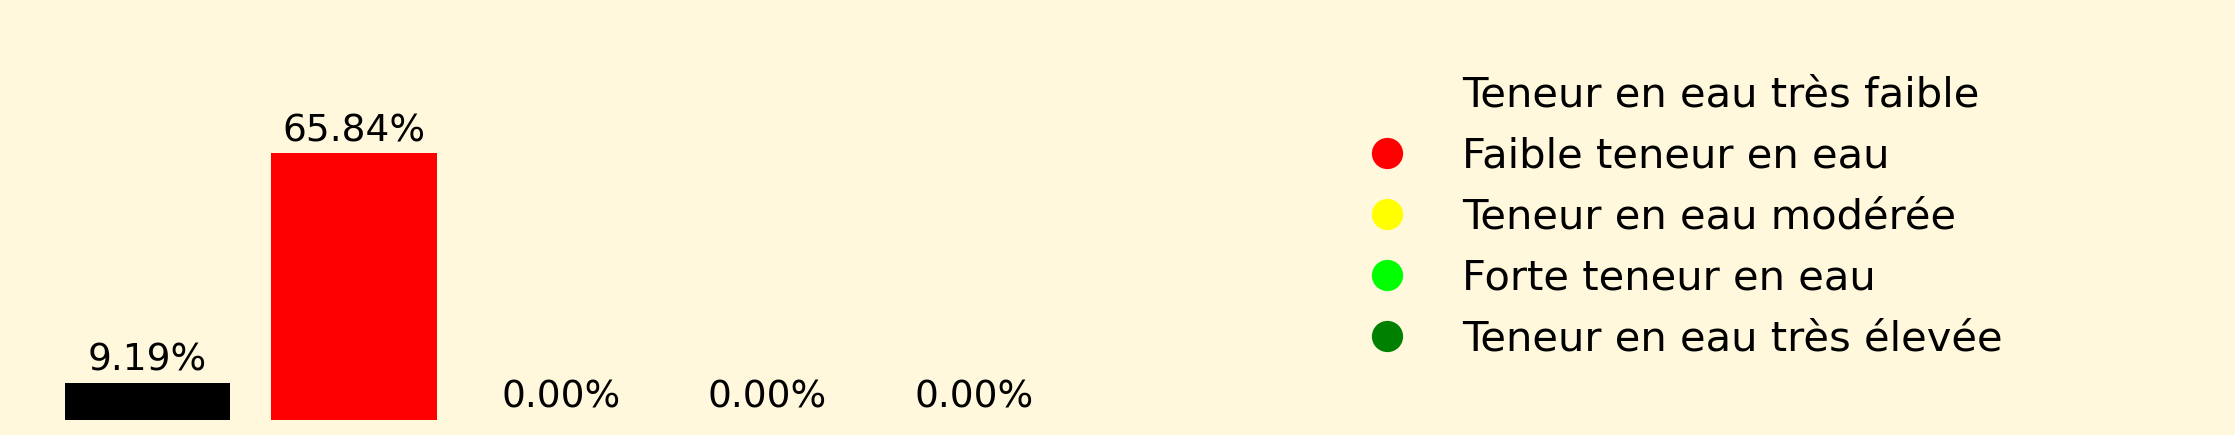 65.84%
9.19%
0.00%
0.00%
0.00%
Teneur en eau très faible
Faible teneur en eau
Teneur en eau modérée
Forte teneur en eau
Teneur en eau très élevée